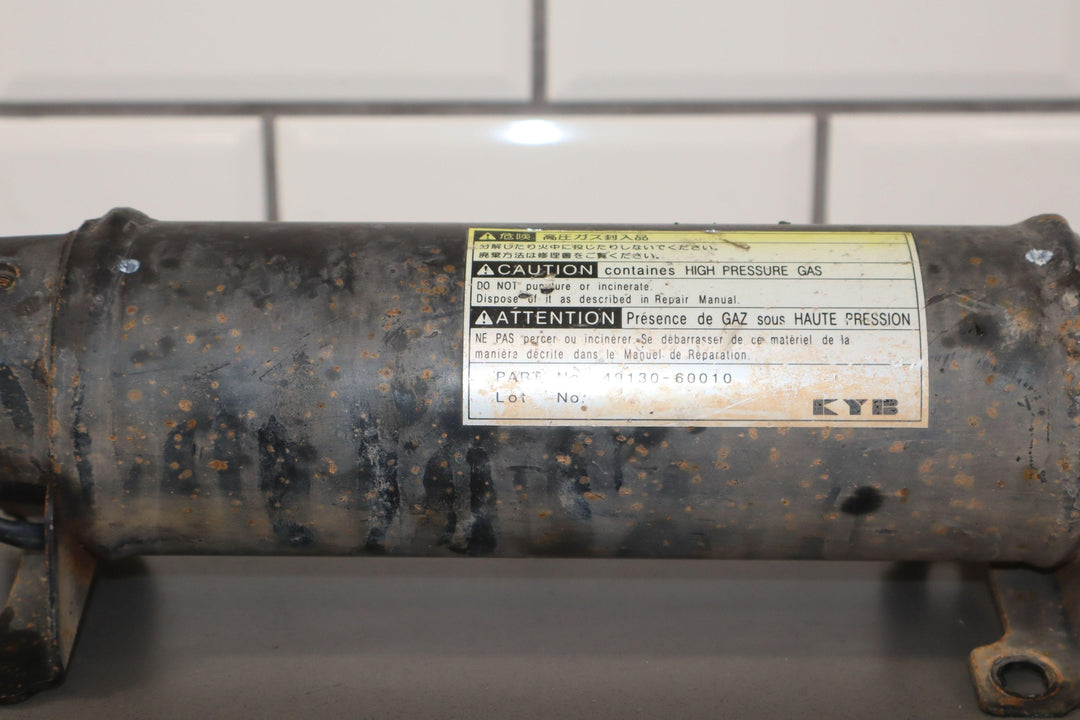 ⚠危険 高圧ガス封入品
分解したり火中に投じたりしないでください。
廃棄方法は修理書をご覧ください。
⚠CAUTION containes HIGH PRESSURE GAS
DO NOT puncture or incinerate.
Dispose of it as described in Repair Manual.
⚠ATTENTION Présence de GAZ sous HAUTE PRESSION
NE PAS percer ou incinérer. Se débarrasser de ce matériel de la
manière décrite dans le Manuel de Réparation.
PART No. 49130-60010
Lot No.
KYB